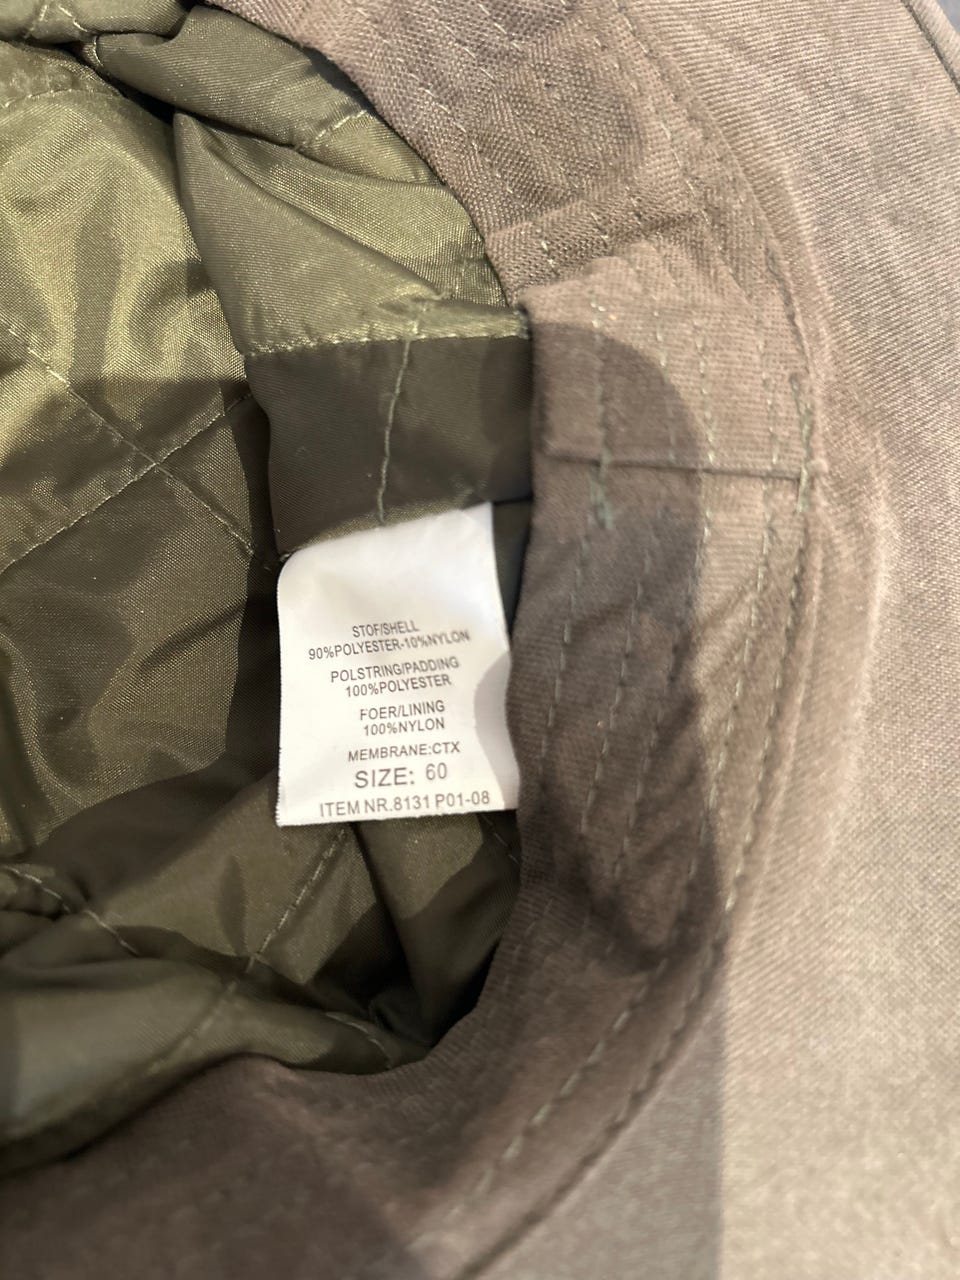 STOF/SHELL
90%POLYESTER-10%NYLON
POLSTRING/PADDING
100%POLYESTER
FOER/LINING
100%NYLON
MEMBRANE:CTX
SIZE: 60
ITEM NR.8131 P01-08